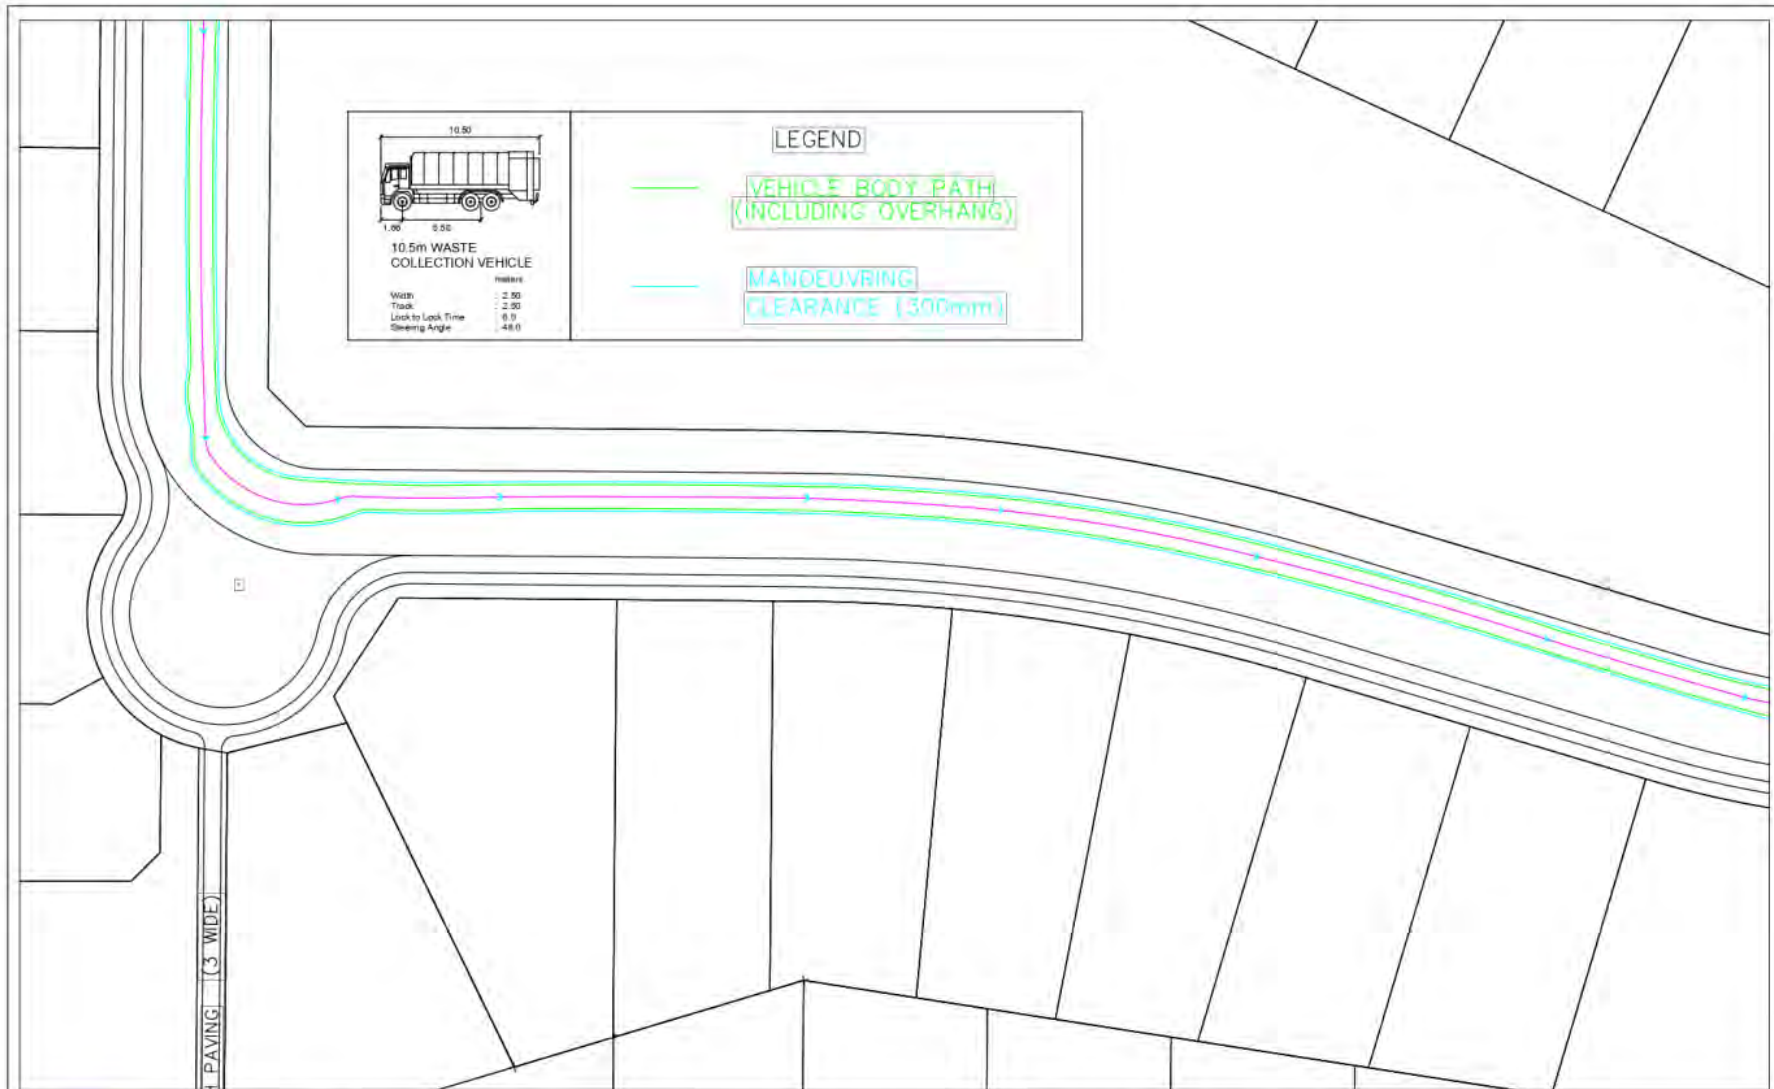 10.50
1.66 5.50
10.5m WASTE
COLLECTION VEHICLE
meters
Width : 2.50
Track : 2.50
Lock to Lock Time : 6.0
Steering Angle : 48.0
LEGEND
VEHICLE BODY PATH
(INCLUDING OVERHANG)
MANOEUVRING
CLEARANCE (300mm)
PAVING (3 WIDE)